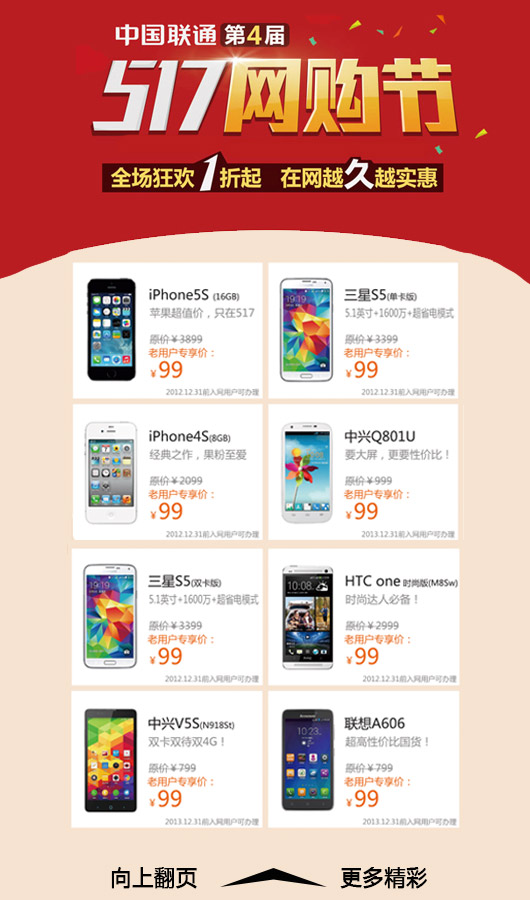 中国联通 第4届
517网购节
全场狂欢1折起 在网越久越实惠
iPhone5S (16GB)
苹果超值价，只在517
原价￥3899
老用户专享价：
￥99
2012.12.31前入网用户可办理
三星S5(单卡版)
5.1英寸+1600万+超省电模式
原价￥3399
老用户专享价：
￥99
2012.12.31前入网用户可办理
iPhone4S(8GB)
经典之作，果粉至爱
原价￥2099
老用户专享价：
￥99
2012.12.31前入网用户可办理
中兴Q801U
要大屏，更要性价比！
原价￥999
老用户专享价：
￥99
2013.12.31前入网用户可办理
三星S5(双卡版)
5.1英寸+1600万+超省电模式
原价￥3399
老用户专享价：
￥99
2012.12.31前入网用户可办理
HTC one 时尚版(M8Sw)
时尚达人必备！
原价￥2999
老用户专享价：
￥99
2012.12.31前入网用户可办理
中兴V5S(N918St)
双卡双待双4G！
原价￥799
老用户专享价：
￥99
2013.12.31前入网用户可办理
联想A606
超高性价比国货！
原价￥799
老用户专享价：
￥99
2013.12.31前入网用户可办理
向上翻页 更多精彩